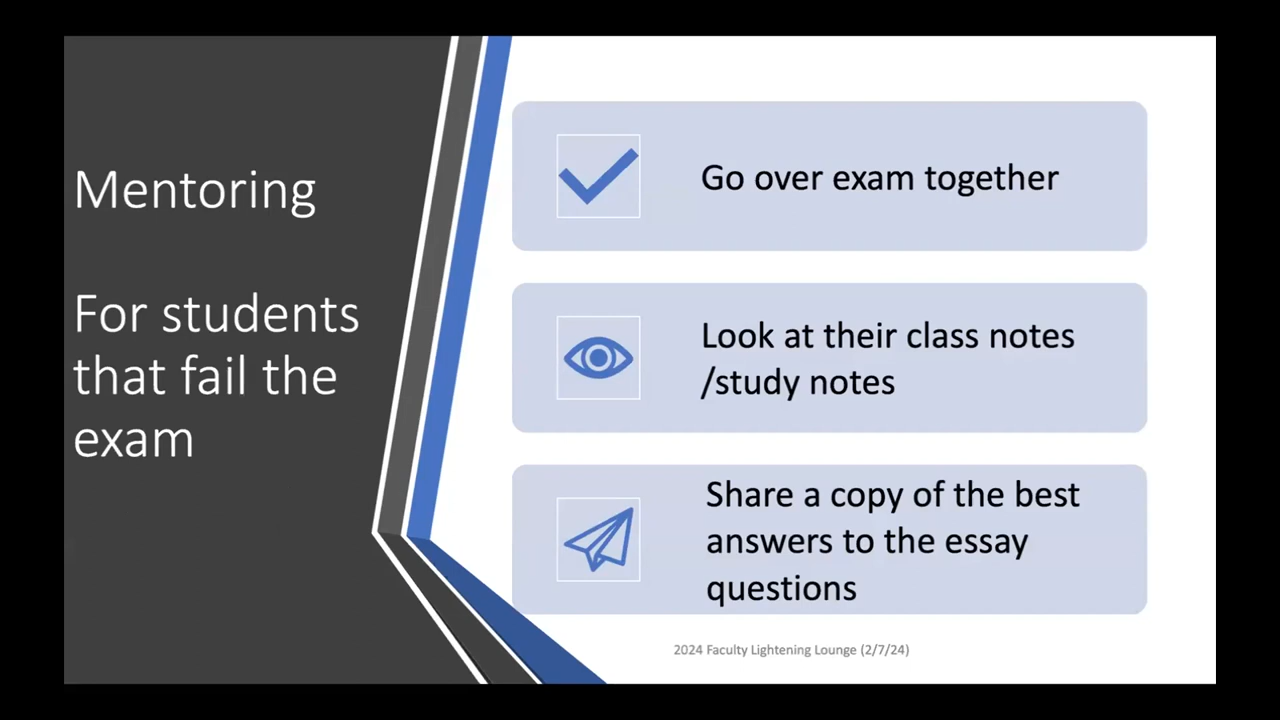 Mentoring
For students
that fail the
exam
Go over exam together
Look at their class notes
/study notes
Share a copy of the best
answers to the essay
questions
2024 Faculty Lightening Lounge (2/7/24)